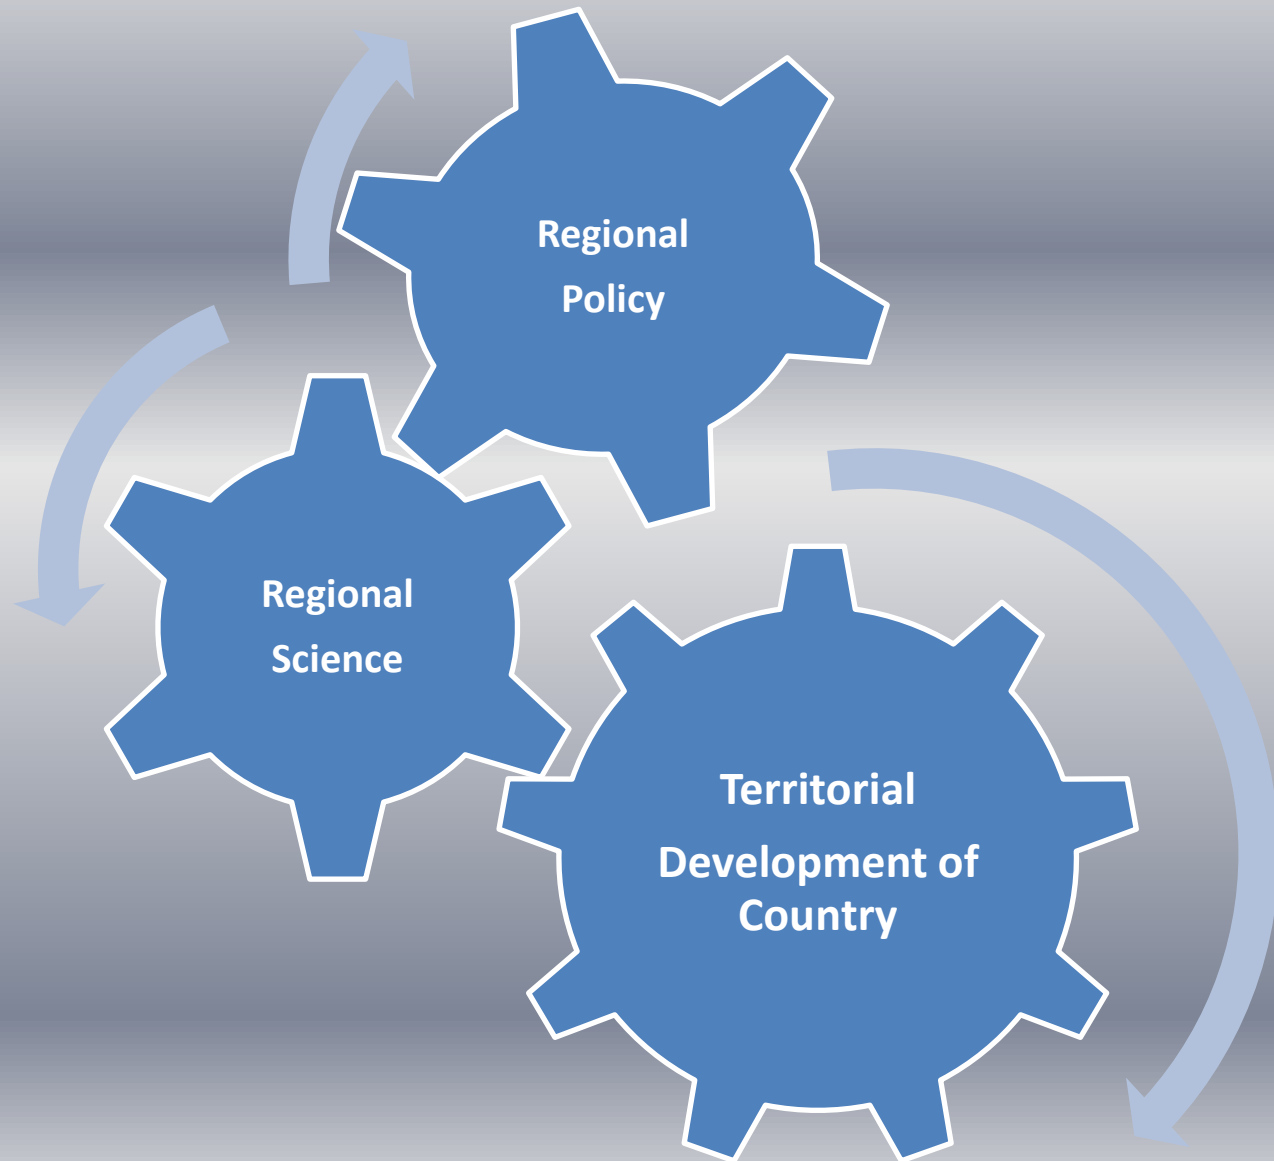 Regional
Policy
Regional
Science
Territorial
Development of
Country